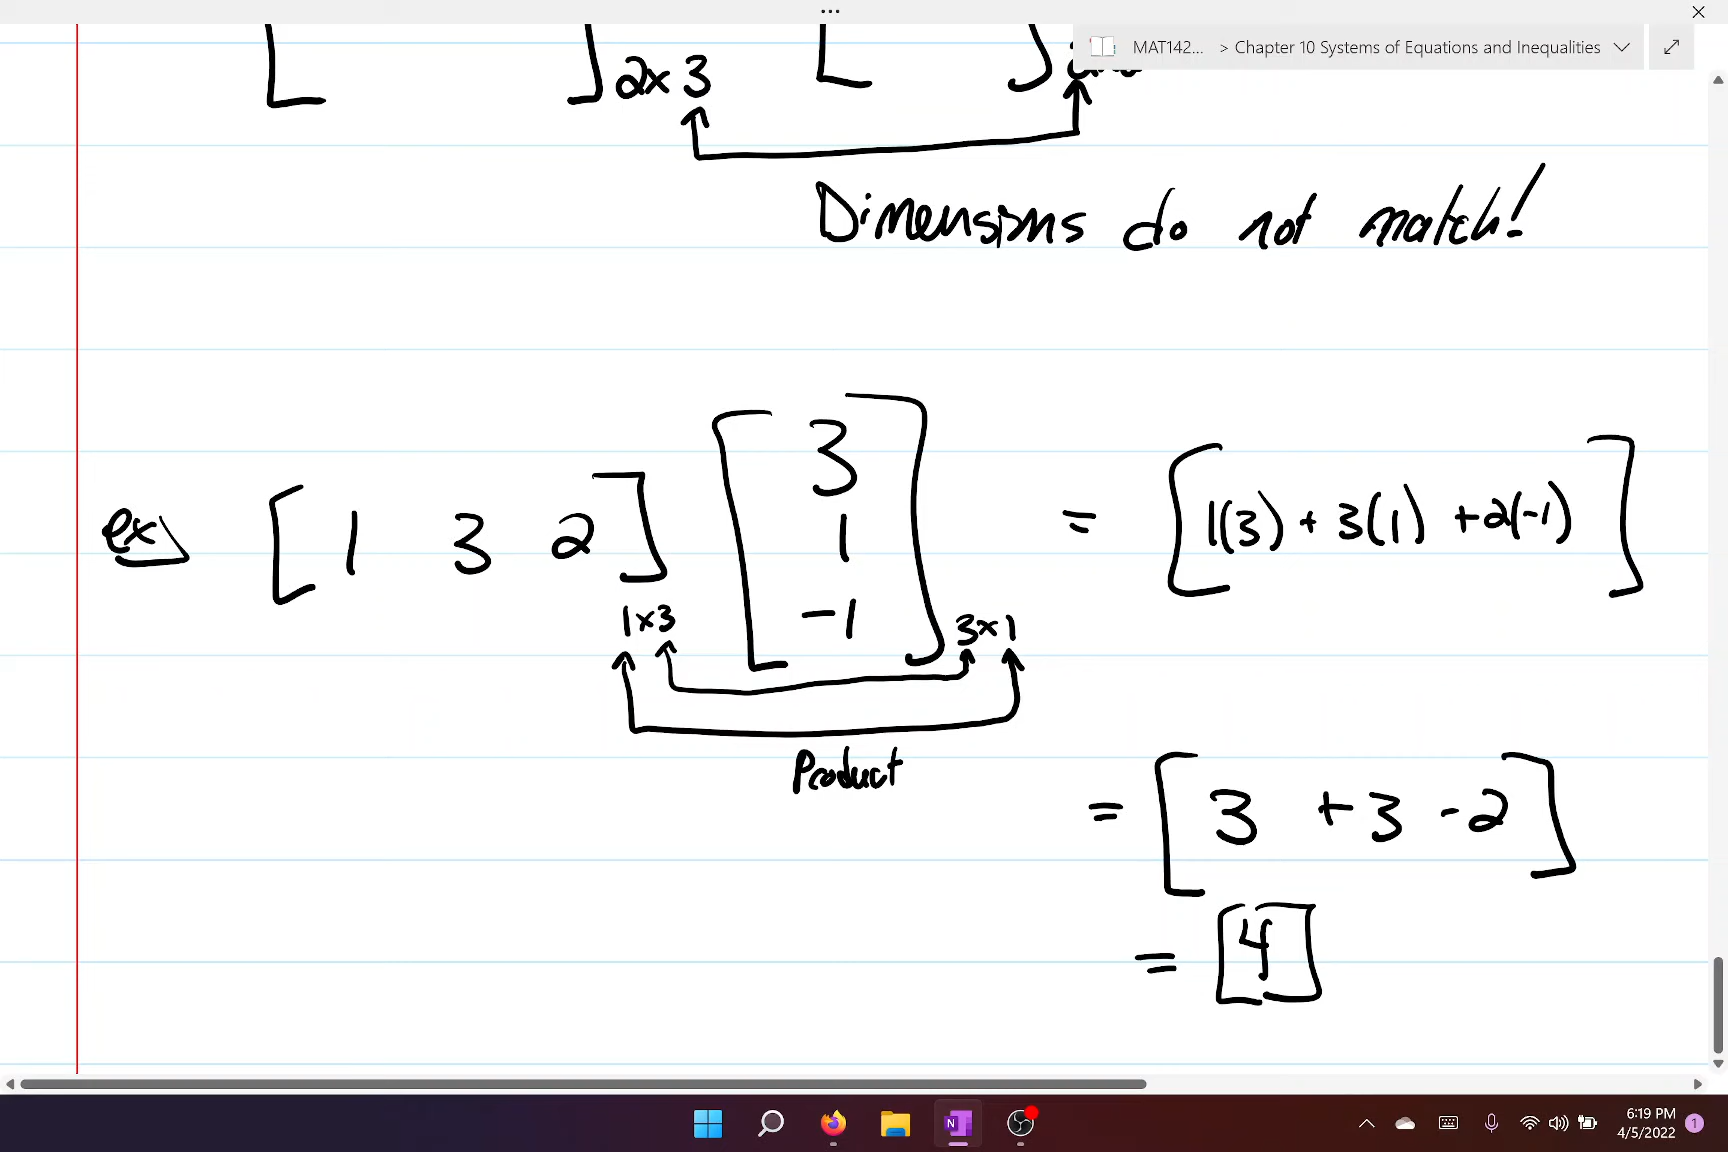 MAT142... > Chapter 10 Systems of Equations and Inequalities
2x3
Dimensions do not match!
ex [ 1 3 2 ] [ 3 1 -1 ] = [ 1(3) + 3(1) +2(-1) ]
1x3 3x1
Product
= [ 3 +3 -2 ]
= [4]
6:19 PM
4/5/2022
1